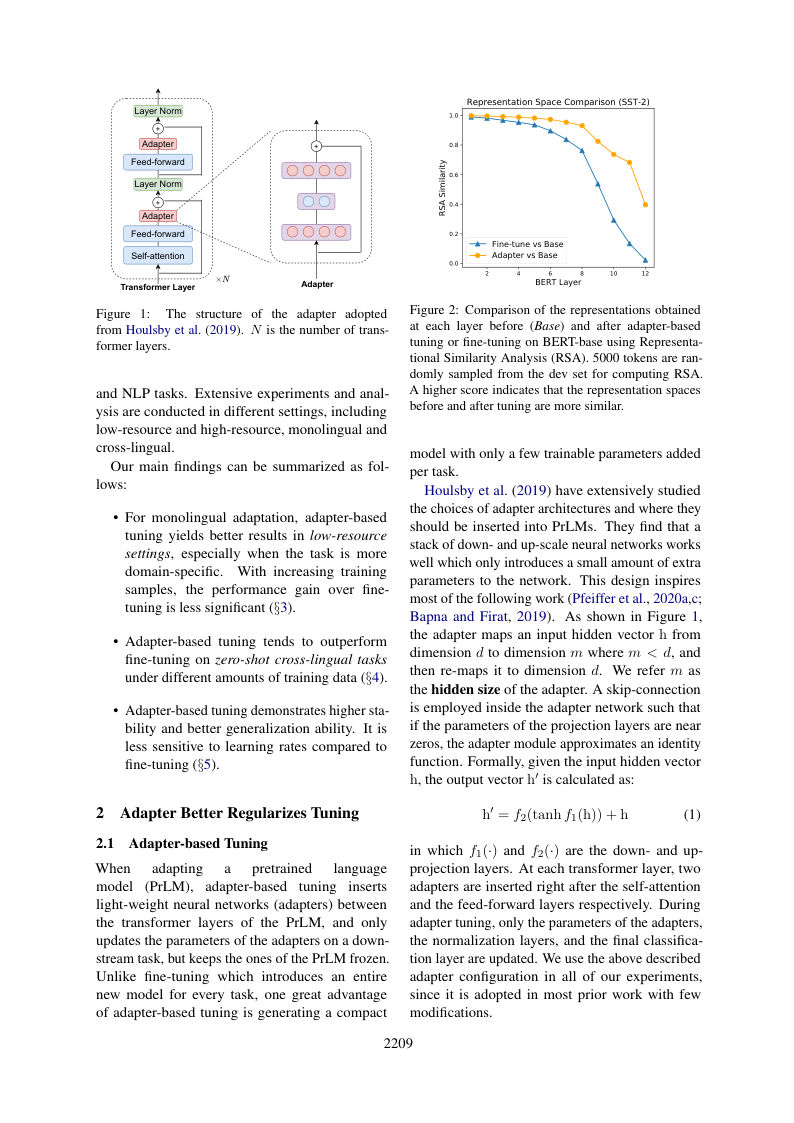 Layer Norm
+
Adapter
Feed-forward
Layer Norm
+
Adapter
Feed-forward
Self-attention
×N
Transformer Layer
+
Adapter
Figure 1: The structure of the adapter adopted
from Houlsby et al. (2019). N is the number of trans-
former layers.
and NLP tasks. Extensive experiments and anal-
ysis are conducted in different settings, including
low-resource and high-resource, monolingual and
cross-lingual.
Our main findings can be summarized as fol-
lows:
• For monolingual adaptation, adapter-based
tuning yields better results in low-resource
settings, especially when the task is more
domain-specific. With increasing training
samples, the performance gain over fine-
tuning is less significant (§3).
• Adapter-based tuning tends to outperform
fine-tuning on zero-shot cross-lingual tasks
under different amounts of training data (§4).
• Adapter-based tuning demonstrates higher sta-
bility and better generalization ability. It is
less sensitive to learning rates compared to
fine-tuning (§5).
2 Adapter Better Regularizes Tuning
2.1 Adapter-based Tuning
When adapting a pretrained language
model (PrLM), adapter-based tuning inserts
light-weight neural networks (adapters) between
the transformer layers of the PrLM, and only
updates the parameters of the adapters on a down-
stream task, but keeps the ones of the PrLM frozen.
Unlike fine-tuning which introduces an entire
new model for every task, one great advantage
of adapter-based tuning is generating a compact
Representation Space Comparison (SST-2)
RSA Similarity
1.0
0.8
0.6
0.4
0.2
0.0
Fine-tune vs Base
Adapter vs Base
2 4 6 8 10 12
BERT Layer
Figure 2: Comparison of the representations obtained
at each layer before (Base) and after adapter-based
tuning or fine-tuning on BERT-base using Representa-
tional Similarity Analysis (RSA). 5000 tokens are ran-
domly sampled from the dev set for computing RSA.
A higher score indicates that the representation spaces
before and after tuning are more similar.
model with only a few trainable parameters added
per task.
Houlsby et al. (2019) have extensively studied
the choices of adapter architectures and where they
should be inserted into PrLMs. They find that a
stack of down- and up-scale neural networks works
well which only introduces a small amount of extra
parameters to the network. This design inspires
most of the following work (Pfeiffer et al., 2020a,c;
Bapna and Firat, 2019). As shown in Figure 1,
the adapter maps an input hidden vector h from
dimension d to dimension m where m < d, and
then re-maps it to dimension d. We refer m as
the hidden size of the adapter. A skip-connection
is employed inside the adapter network such that
if the parameters of the projection layers are near
zeros, the adapter module approximates an identity
function. Formally, given the input hidden vector
h, the output vector h′ is calculated as:
h′ = f₂(tanh f₁(h)) + h (1)
in which f₁(·) and f₂(·) are the down- and up-
projection layers. At each transformer layer, two
adapters are inserted right after the self-attention
and the feed-forward layers respectively. During
adapter tuning, only the parameters of the adapters,
the normalization layers, and the final classifica-
tion layer are updated. We use the above described
adapter configuration in all of our experiments,
since it is adopted in most prior work with few
modifications.
2209